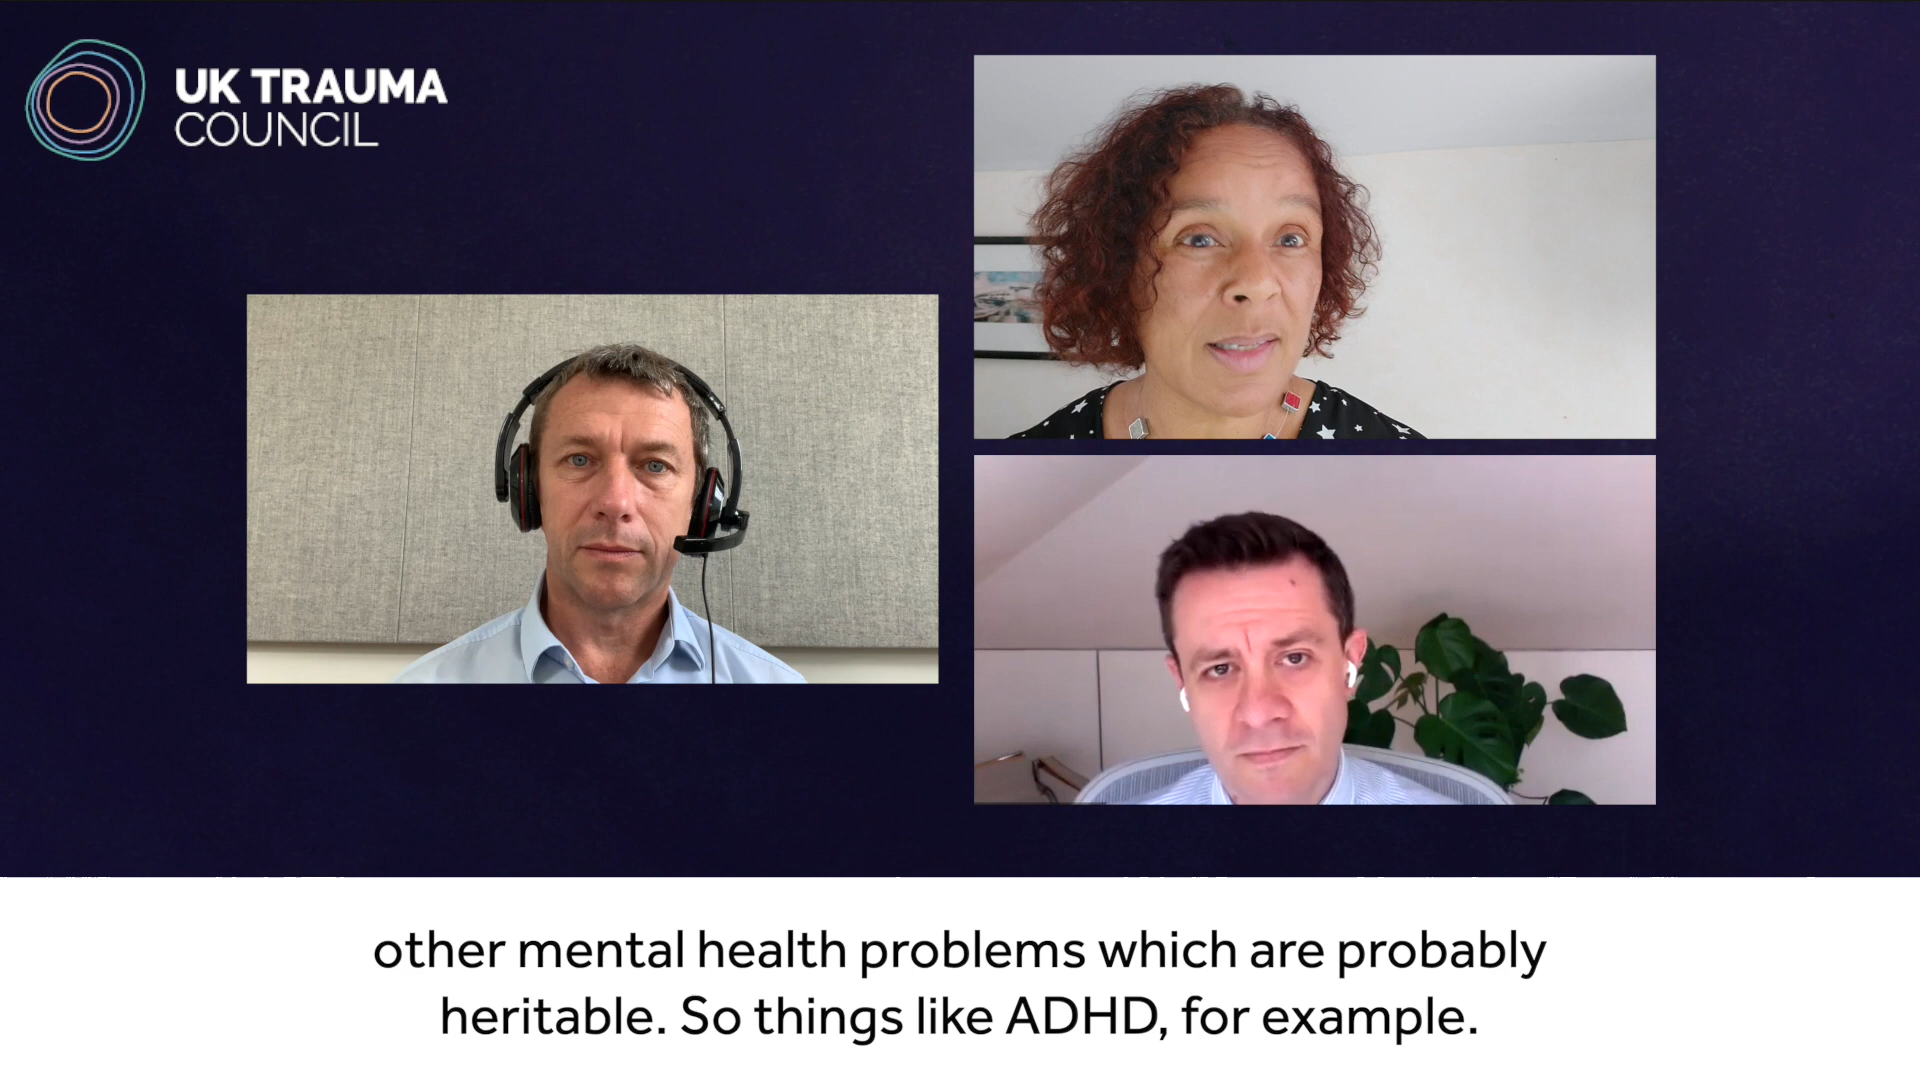 UK TRAUMA
COUNCIL
other mental health problems which are probably
heritable. So things like ADHD, for example.